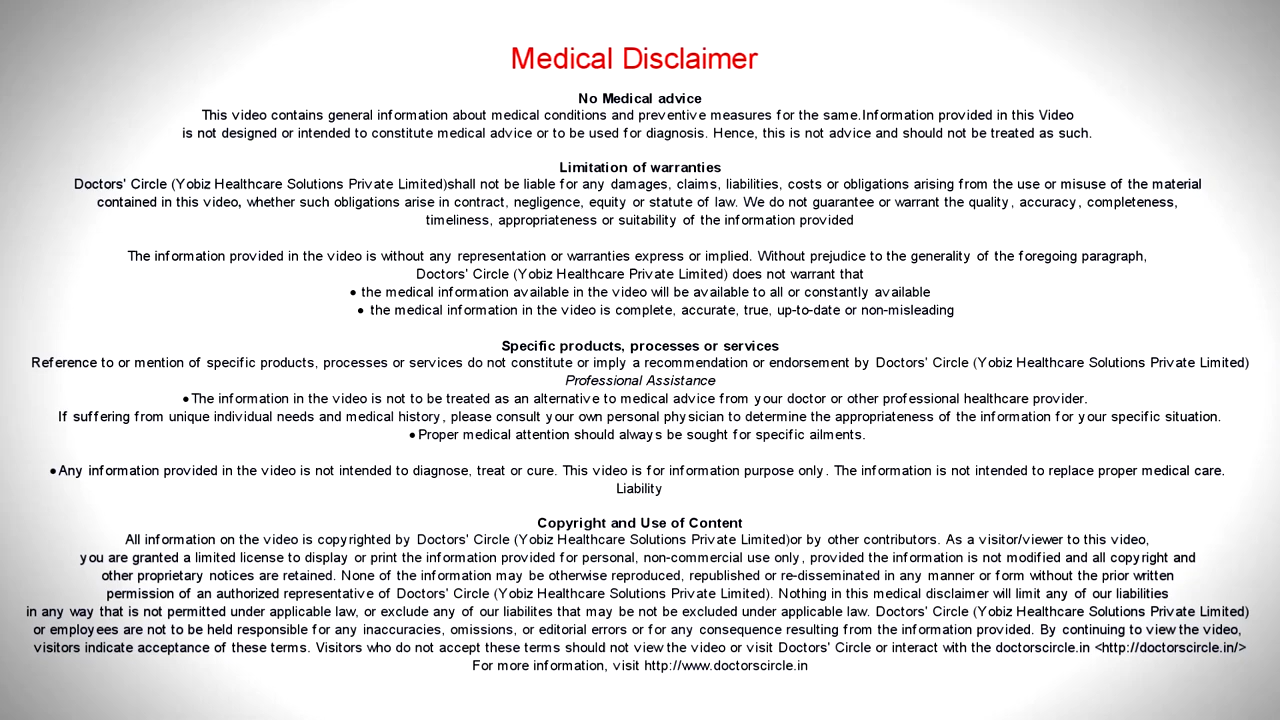 Medical Disclaimer
No Medical advice
This video contains general information about medical conditions and preventive measures for the same.Information provided in this Video
is not designed or intended to constitute medical advice or to be used for diagnosis. Hence, this is not advice and should not be treated as such.
Limitation of warranties
Doctors' Circle (Yobiz Healthcare Solutions Private Limited)shall not be liable for any damages, claims, liabilities, costs or obligations arising from the use or misuse of the material
contained in this video, whether such obligations arise in contract, negligence, equity or statute of law. We do not guarantee or warrant the quality, accuracy, completeness,
timeliness, appropriateness or suitability of the information provided
The information provided in the video is without any representation or warranties express or implied. Without prejudice to the generality of the foregoing paragraph,
Doctors' Circle (Yobiz Healthcare Private Limited) does not warrant that
• the medical information available in the video will be available to all or constantly available
• the medical information in the video is complete, accurate, true, up-to-date or non-misleading
Specific products, processes or services
Reference to or mention of specific products, processes or services do not constitute or imply a recommendation or endorsement by Doctors' Circle (Yobiz Healthcare Solutions Private Limited)
Professional Assistance
•The information in the video is not to be treated as an alternative to medical advice from your doctor or other professional healthcare provider.
If suffering from unique individual needs and medical history, please consult your own personal physician to determine the appropriateness of the information for your specific situation.
•Proper medical attention should always be sought for specific ailments.
•Any information provided in the video is not intended to diagnose, treat or cure. This video is for information purpose only. The information is not intended to replace proper medical care.
Liability
Copyright and Use of Content
All information on the video is copyrighted by Doctors' Circle (Yobiz Healthcare Solutions Private Limited)or by other contributors. As a visitor/viewer to this video,
you are granted a limited license to display or print the information provided for personal, non-commercial use only, provided the information is not modified and all copyright and
other proprietary notices are retained. None of the information may be otherwise reproduced, republished or re-disseminated in any manner or form without the prior written
permission of an authorized representative of Doctors' Circle (Yobiz Healthcare Solutions Private Limited). Nothing in this medical disclaimer will limit any of our liabilities
in any way that is not permitted under applicable law, or exclude any of our liabilites that may be not be excluded under applicable law. Doctors' Circle (Yobiz Healthcare Solutions Private Limited)
or employees are not to be held responsible for any inaccuracies, omissions, or editorial errors or for any consequence resulting from the information provided. By continuing to view the video,
visitors indicate acceptance of these terms. Visitors who do not accept these terms should not view the video or visit Doctors' Circle or interact with the doctorscircle.in <http://doctorscircle.in/>
For more information, visit http://www.doctorscircle.in